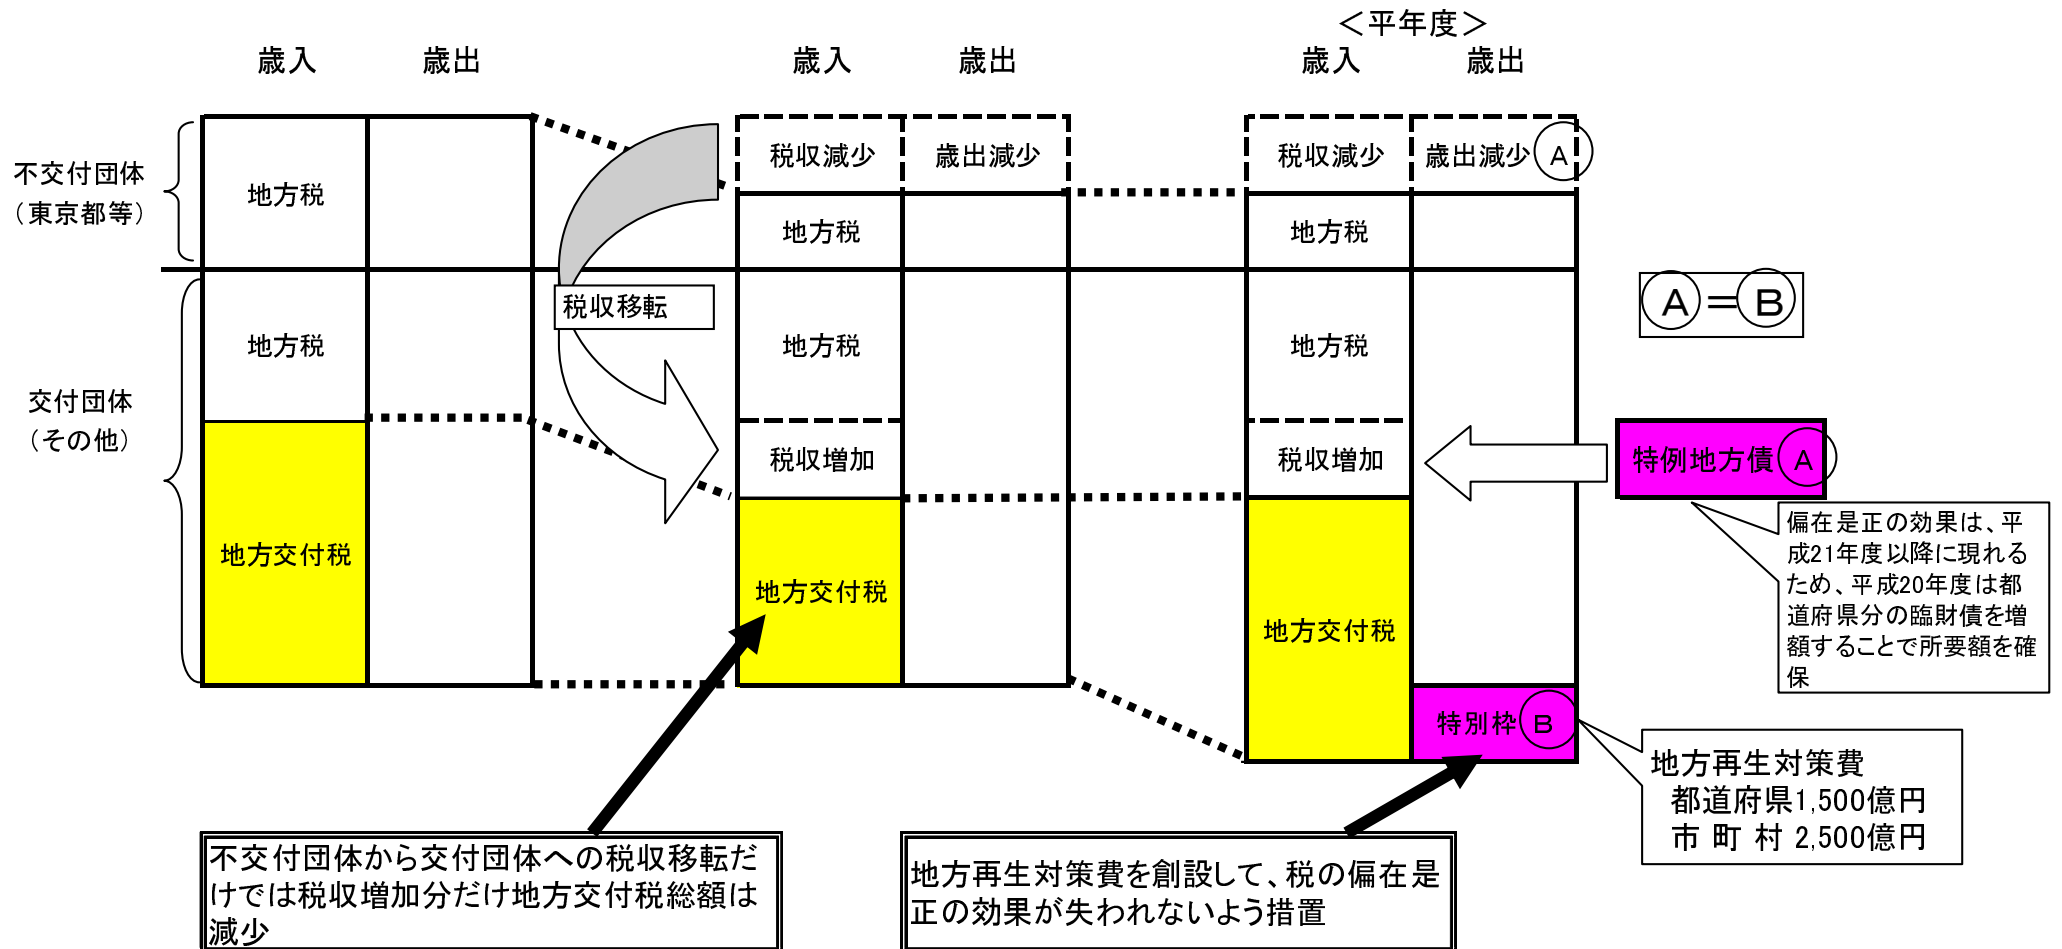 ＜平年度＞
歳入 歳出 歳入 歳出 歳入 歳出
不交付団体
（東京都等）
地方税
税収減少 歳出減少
地方税
税収減少 歳出減少 A
地方税
税収移転
A＝B
交付団体
（その他）
地方税
地方交付税
地方税
税収増加
地方交付税
地方税
税収増加
地方交付税
特別枠 B
特例地方債 A
偏在是正の効果は、平
成21年度以降に現れる
ため、平成20年度は都
道府県分の臨財債を増
額することで所要額を確
保
地方再生対策費
都道府県1,500億円
市 町 村 2,500億円
不交付団体から交付団体への税収移転だ
けでは税収増加分だけ地方交付税総額は
減少
地方再生対策費を創設して、税の偏在是
正の効果が失われないよう措置